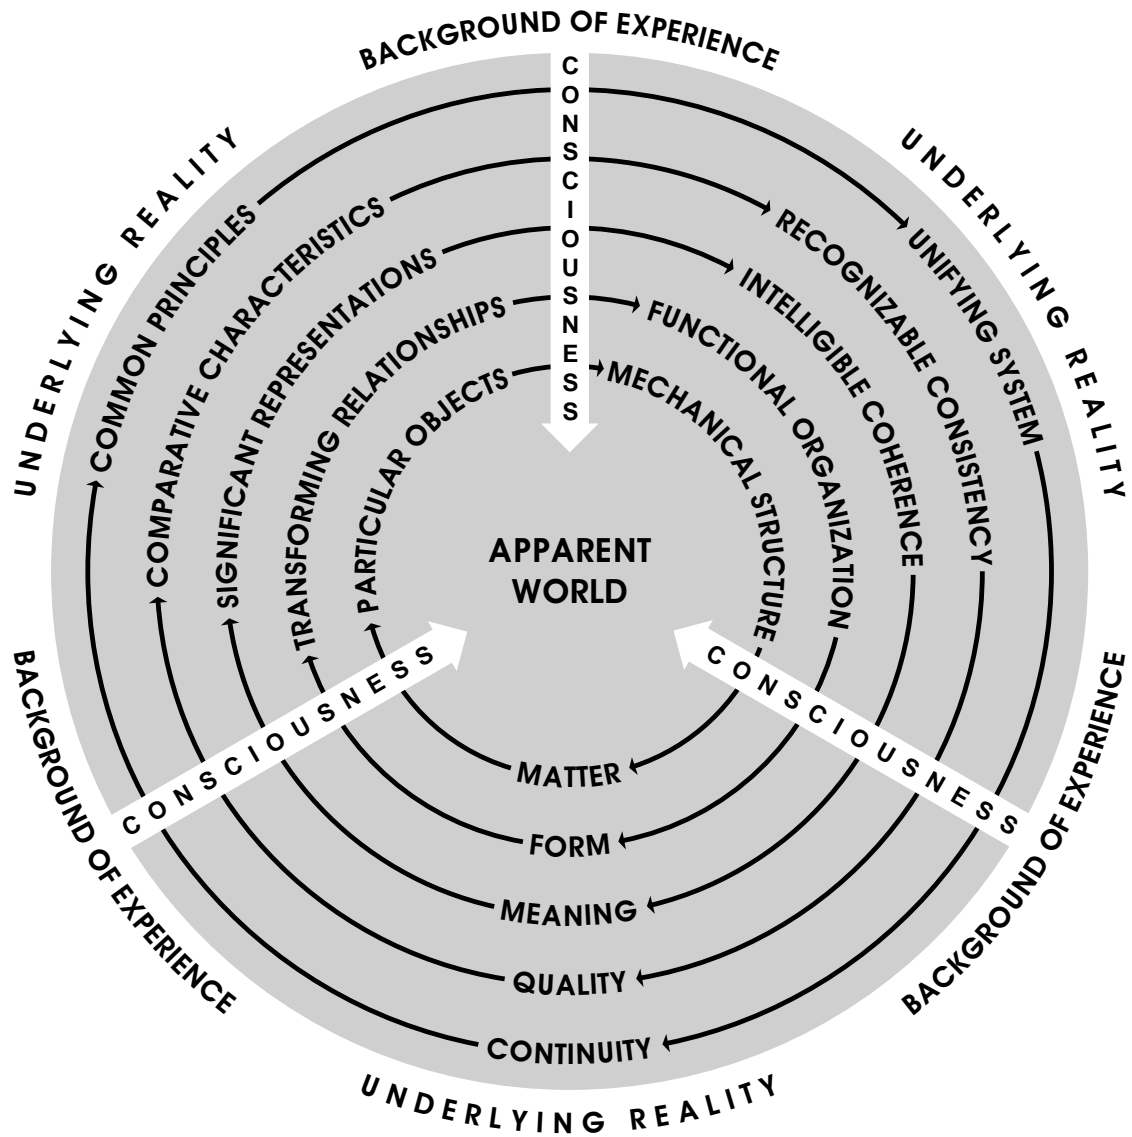 BACKGROUND OF EXPERIENCE
UNDERLYING REALITY
UNDERLYING REALITY
CONSCIOUSNESS
COMMON PRINCIPLES
UNIFYING SYSTEM
COMPARATIVE CHARACTERISTICS
RECOGNIZABLE CONSISTENCY
SIGNIFICANT REPRESENTATIONS
INTELLIGIBLE COHERENCE
TRANSFORMING RELATIONSHIPS
FUNCTIONAL ORGANIZATION
PARTICULAR OBJECTS
MECHANICAL STRUCTURE
APPARENT
WORLD
CONSCIOUSNESS
CONSCIOUSNESS
MATTER
FORM
MEANING
QUALITY
CONTINUITY
BACKGROUND OF EXPERIENCE
BACKGROUND OF EXPERIENCE
UNDERLYING REALITY